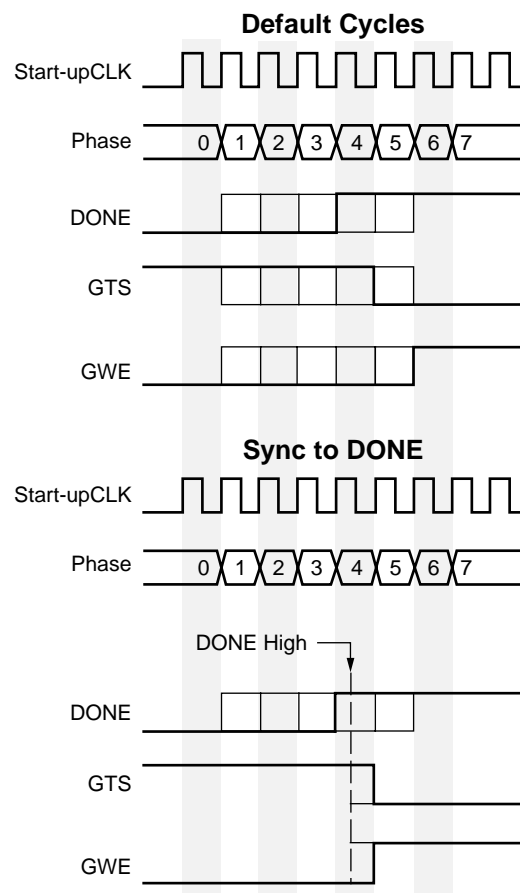 Default Cycles
Start-upCLK
Phase 0 1 2 3 4 5 6 7
DONE
GTS
GWE
Sync to DONE
Start-upCLK
Phase 0 1 2 3 4 5 6 7
DONE High
DONE
GTS
GWE